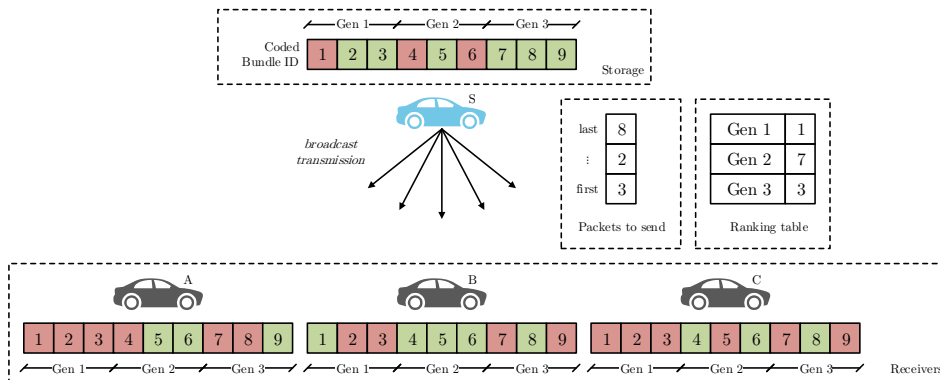 Gen 1 Gen 2 Gen 3
Coded
Bundle ID
1 2 3 4 5 6 7 8 9
Storage
S
broadcast
transmission
last 8
⋮ 2
first 3
Packets to send
Gen 1 1
Gen 2 7
Gen 3 3
Ranking table
A
B
C
1 2 3 4 5 6 7 8 9
1 2 3 4 5 6 7 8 9
1 2 3 4 5 6 7 8 9
Gen 1 Gen 2 Gen 3
Gen 1 Gen 2 Gen 3
Gen 1 Gen 2 Gen 3
Receivers